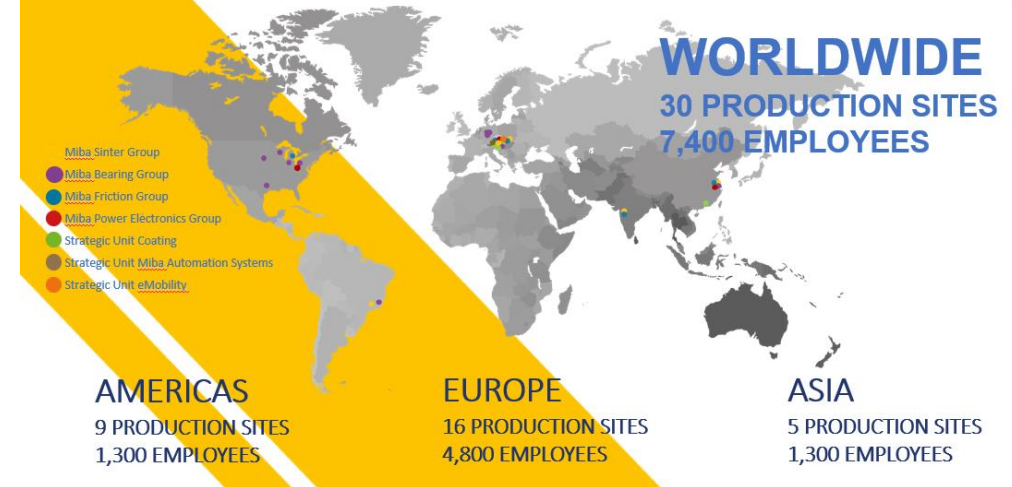 WORLDWIDE
30 PRODUCTION SITES
7,400 EMPLOYEES
Miba Sinter Group
Miba Bearing Group
Miba Friction Group
Miba Power Electronics Group
Strategic Unit Coating
Strategic Unit Miba Automation Systems
Strategic Unit eMobility
AMERICAS
9 PRODUCTION SITES
1,300 EMPLOYEES
EUROPE
16 PRODUCTION SITES
4,800 EMPLOYEES
ASIA
5 PRODUCTION SITES
1,300 EMPLOYEES